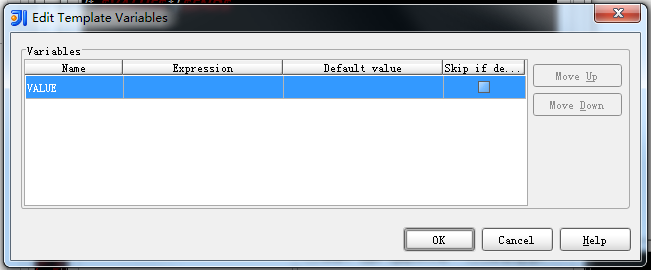 Edit Template Variables
Variables
Name Expression Default value Skip if de...
VALUE
Move Up
Move Down
OK Cancel Help